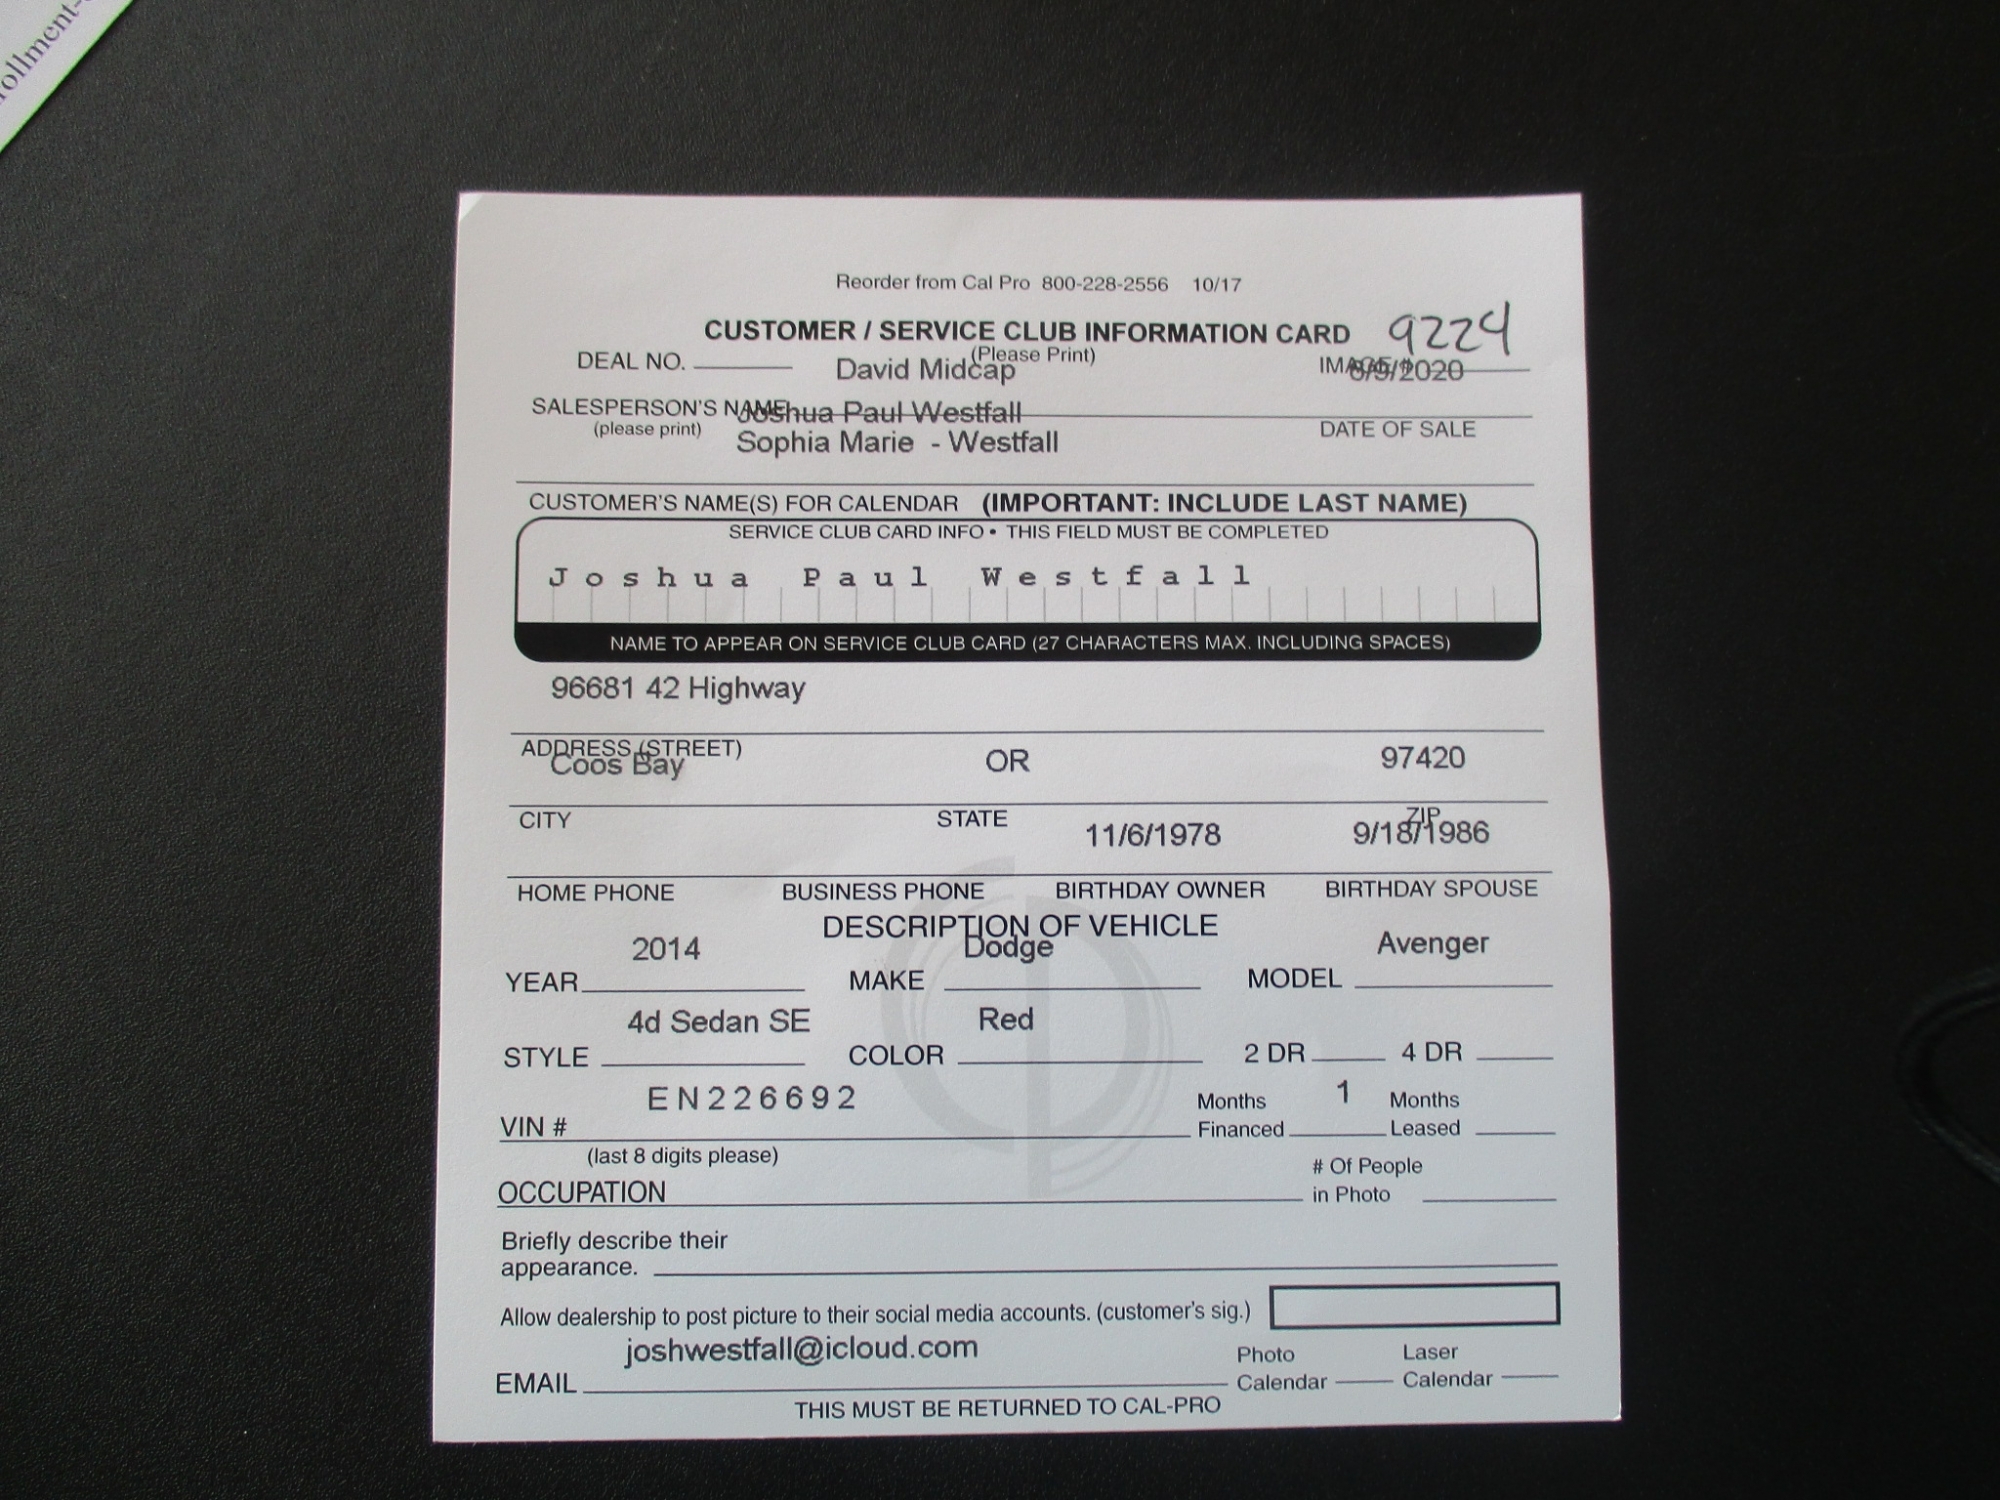 ollment-
Reorder from Cal Pro 800-228-2556 10/17
CUSTOMER / SERVICE CLUB INFORMATION CARD 9224
(Please Print)
DEAL NO. David Midcap IMAGE # /2020
SALESPERSON'S NAME Joshua Paul Westfall
(please print) Sophia Marie - Westfall DATE OF SALE
CUSTOMER'S NAME(S) FOR CALENDAR (IMPORTANT: INCLUDE LAST NAME)
SERVICE CLUB CARD INFO • THIS FIELD MUST BE COMPLETED
Joshua Paul Westfall
NAME TO APPEAR ON SERVICE CLUB CARD (27 CHARACTERS MAX. INCLUDING SPACES)
96681 42 Highway
ADDRESS (STREET)
Coos Bay OR 97420
CITY STATE ZIP
11/6/1978 9/18/1986
HOME PHONE BUSINESS PHONE BIRTHDAY OWNER BIRTHDAY SPOUSE
DESCRIPTION OF VEHICLE
2014 Dodge Avenger
YEAR MAKE MODEL
4d Sedan SE Red
STYLE COLOR 2 DR 4 DR
EN226692 Months 1 Months
VIN # Financed Leased
(last 8 digits please) # Of People
OCCUPATION in Photo
Briefly describe their
appearance.
Allow dealership to post picture to their social media accounts. (customer's sig.)
joshwestfall@icloud.com Photo Laser
EMAIL Calendar Calendar
THIS MUST BE RETURNED TO CAL-PRO